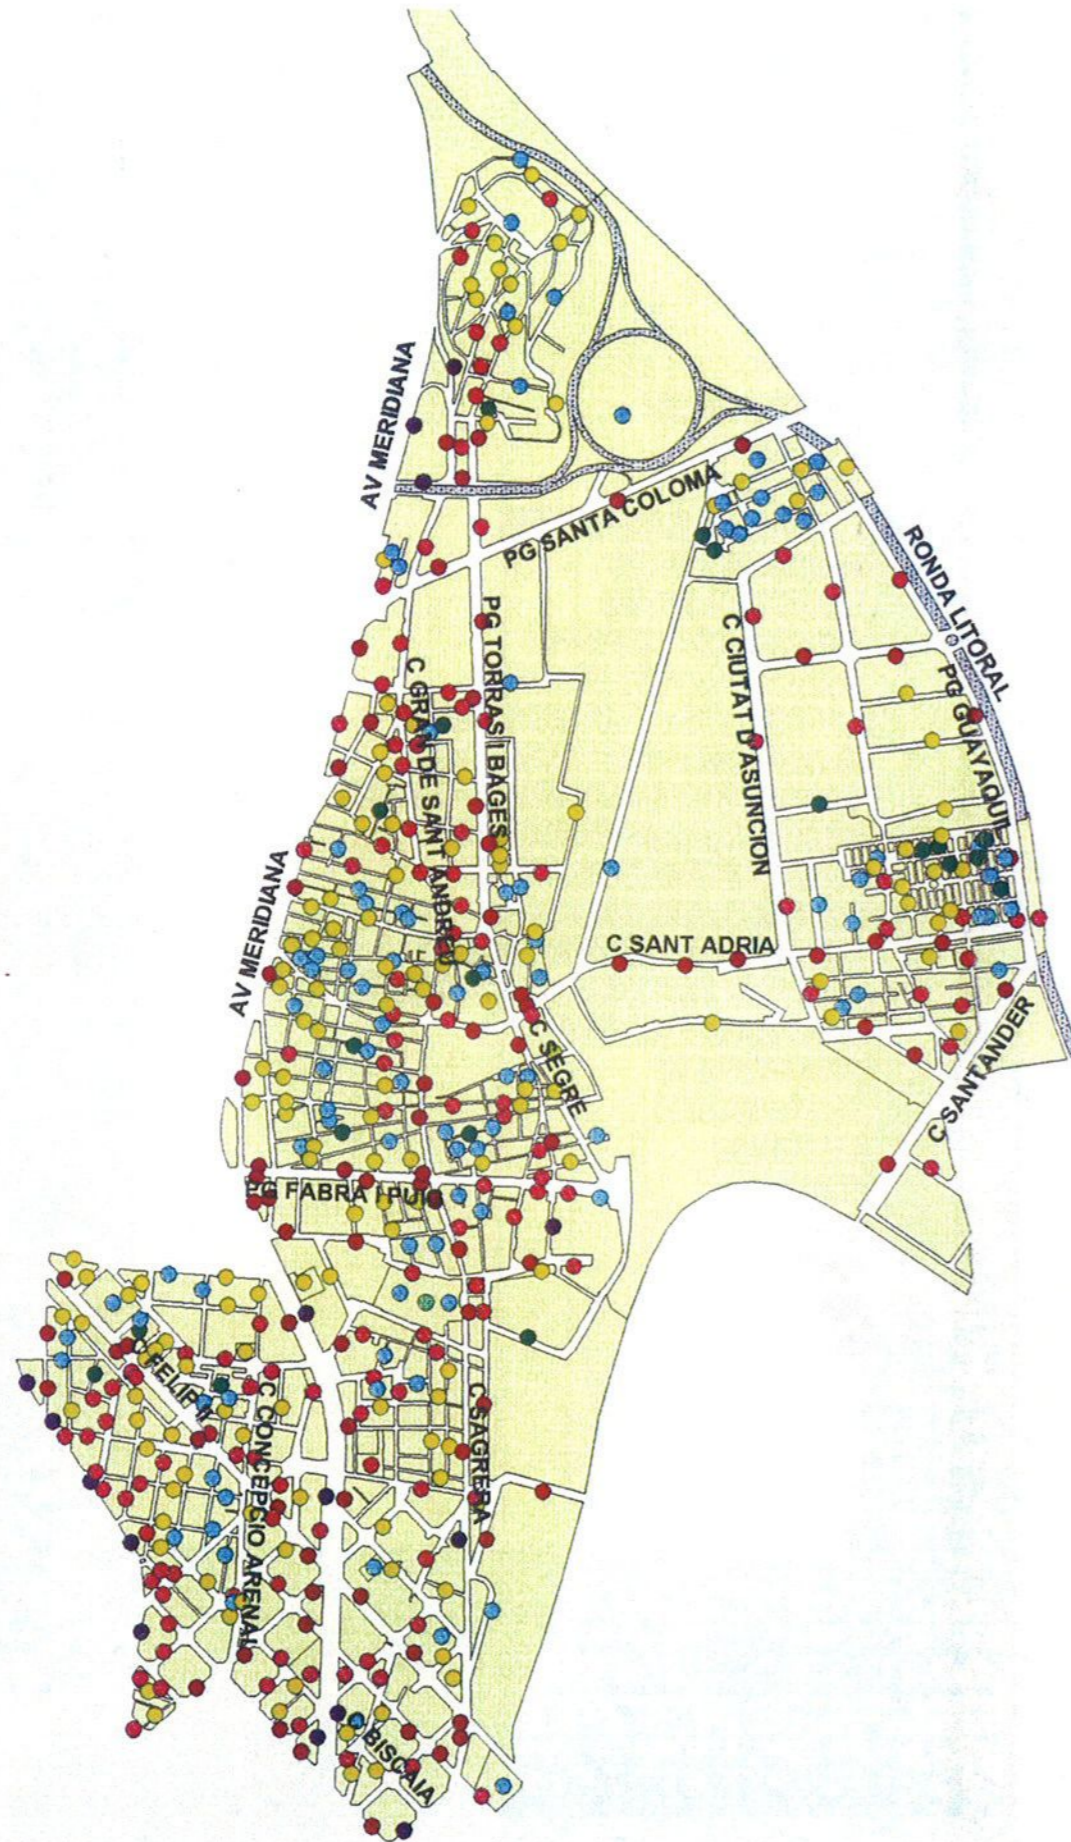 AV MERIDIANA
PG SANTA COLOMA
RONDA LITORAL
PG GUAYAQUIL
C CIUTAT D'ASUNCION
PG TORRAS I BAGES
C GRAN DE SANT ANDREU
AV MERIDIANA
C SANT ADRIA
C SEGRE
C SANTANDER
PG FABRA I PUIG
C FELIP II
C CONCEPCIO ARENAL
C SAGRERA
C BISCAIA